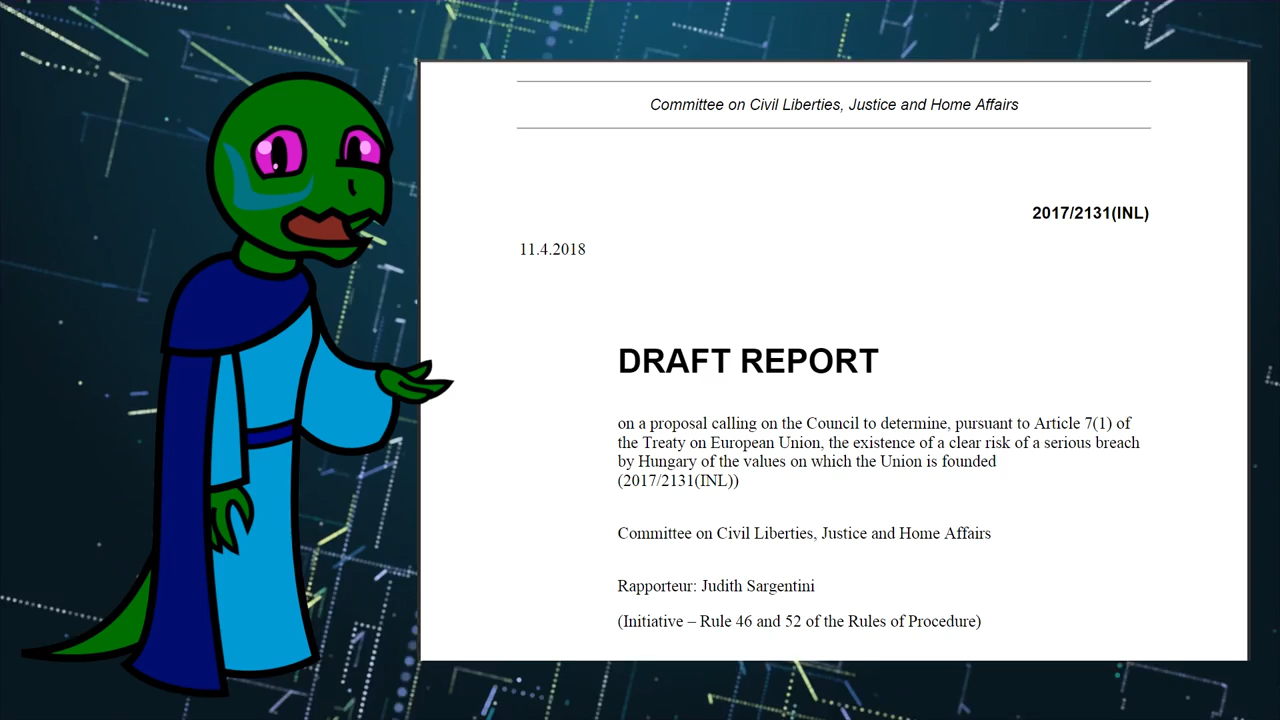 Committee on Civil Liberties, Justice and Home Affairs
2017/2131(INL)
11.4.2018
DRAFT REPORT
on a proposal calling on the Council to determine, pursuant to Article 7(1) of
the Treaty on European Union, the existence of a clear risk of a serious breach
by Hungary of the values on which the Union is founded
(2017/2131(INL))
Committee on Civil Liberties, Justice and Home Affairs
Rapporteur: Judith Sargentini
(Initiative – Rule 46 and 52 of the Rules of Procedure)